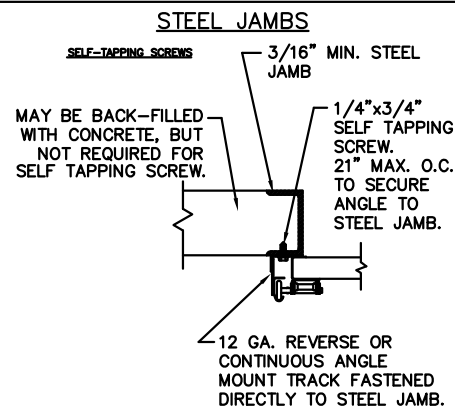 STEEL JAMBS
SELF-TAPPING SCREWS
3/16" MIN. STEEL
JAMB
MAY BE BACK-FILLED
WITH CONCRETE, BUT
NOT REQUIRED FOR
SELF TAPPING SCREW.
1/4"x3/4"
SELF TAPPING
SCREW.
21" MAX. O.C.
TO SECURE
ANGLE TO
STEEL JAMB.
12 GA. REVERSE OR
CONTINUOUS ANGLE
MOUNT TRACK FASTENED
DIRECTLY TO STEEL JAMB.